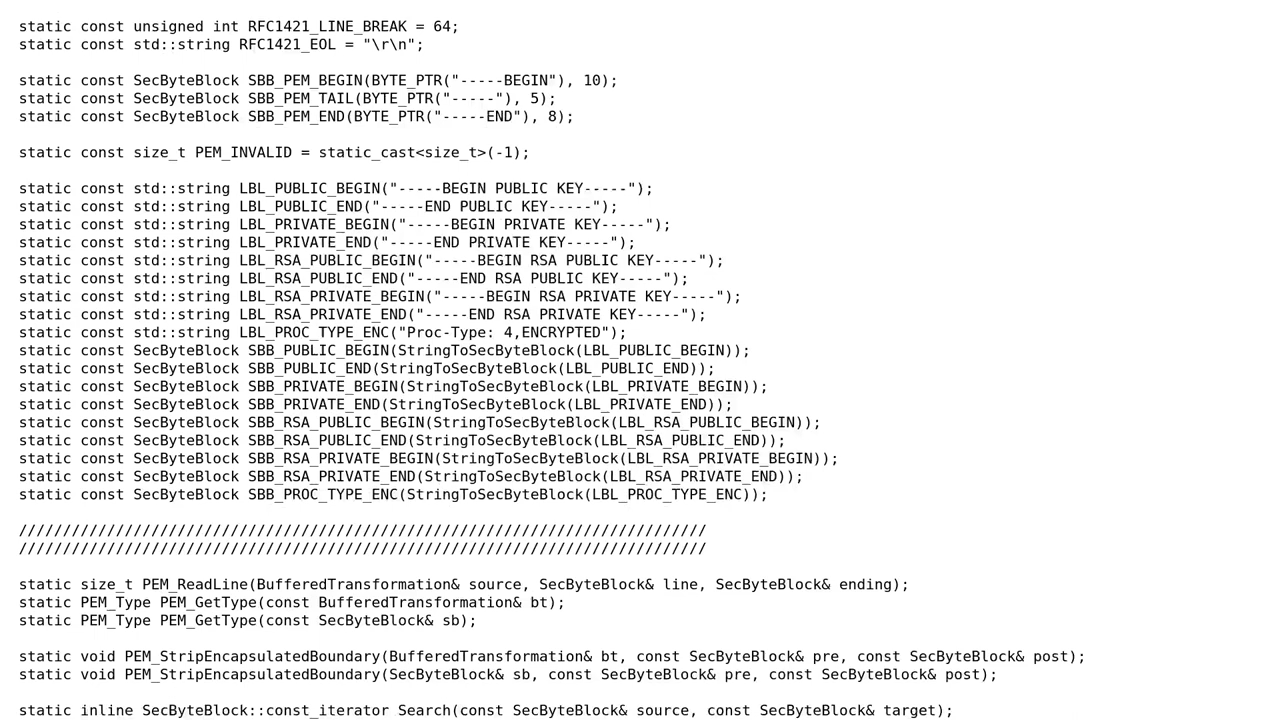 static const unsigned int RFC1421_LINE_BREAK = 64;
static const std::string RFC1421_EOL = "\r\n";

static const SecByteBlock SBB_PEM_BEGIN(BYTE_PTR("-----BEGIN"), 10);
static const SecByteBlock SBB_PEM_TAIL(BYTE_PTR("-----"), 5);
static const SecByteBlock SBB_PEM_END(BYTE_PTR("-----END"), 8);

static const size_t PEM_INVALID = static_cast<size_t>(-1);

static const std::string LBL_PUBLIC_BEGIN("-----BEGIN PUBLIC KEY-----");
static const std::string LBL_PUBLIC_END("-----END PUBLIC KEY-----");
static const std::string LBL_PRIVATE_BEGIN("-----BEGIN PRIVATE KEY-----");
static const std::string LBL_PRIVATE_END("-----END PRIVATE KEY-----");
static const std::string LBL_RSA_PUBLIC_BEGIN("-----BEGIN RSA PUBLIC KEY-----");
static const std::string LBL_RSA_PUBLIC_END("-----END RSA PUBLIC KEY-----");
static const std::string LBL_RSA_PRIVATE_BEGIN("-----BEGIN RSA PRIVATE KEY-----");
static const std::string LBL_RSA_PRIVATE_END("-----END RSA PRIVATE KEY-----");
static const std::string LBL_PROC_TYPE_ENC("Proc-Type: 4,ENCRYPTED");
static const SecByteBlock SBB_PUBLIC_BEGIN(StringToSecByteBlock(LBL_PUBLIC_BEGIN));
static const SecByteBlock SBB_PUBLIC_END(StringToSecByteBlock(LBL_PUBLIC_END));
static const SecByteBlock SBB_PRIVATE_BEGIN(StringToSecByteBlock(LBL_PRIVATE_BEGIN));
static const SecByteBlock SBB_PRIVATE_END(StringToSecByteBlock(LBL_PRIVATE_END));
static const SecByteBlock SBB_RSA_PUBLIC_BEGIN(StringToSecByteBlock(LBL_RSA_PUBLIC_BEGIN));
static const SecByteBlock SBB_RSA_PUBLIC_END(StringToSecByteBlock(LBL_RSA_PUBLIC_END));
static const SecByteBlock SBB_RSA_PRIVATE_BEGIN(StringToSecByteBlock(LBL_RSA_PRIVATE_BEGIN));
static const SecByteBlock SBB_RSA_PRIVATE_END(StringToSecByteBlock(LBL_RSA_PRIVATE_END));
static const SecByteBlock SBB_PROC_TYPE_ENC(StringToSecByteBlock(LBL_PROC_TYPE_ENC));

//////////////////////////////////////////////////////////////////////////////
//////////////////////////////////////////////////////////////////////////////

static size_t PEM_ReadLine(BufferedTransformation& source, SecByteBlock& line, SecByteBlock& ending);
static PEM_Type PEM_GetType(const BufferedTransformation& bt);
static PEM_Type PEM_GetType(const SecByteBlock& sb);

static void PEM_StripEncapsulatedBoundary(BufferedTransformation& bt, const SecByteBlock& pre, const SecByteBlock& post);
static void PEM_StripEncapsulatedBoundary(SecByteBlock& sb, const SecByteBlock& pre, const SecByteBlock& post);

static inline SecByteBlock::const_iterator Search(const SecByteBlock& source, const SecByteBlock& target);